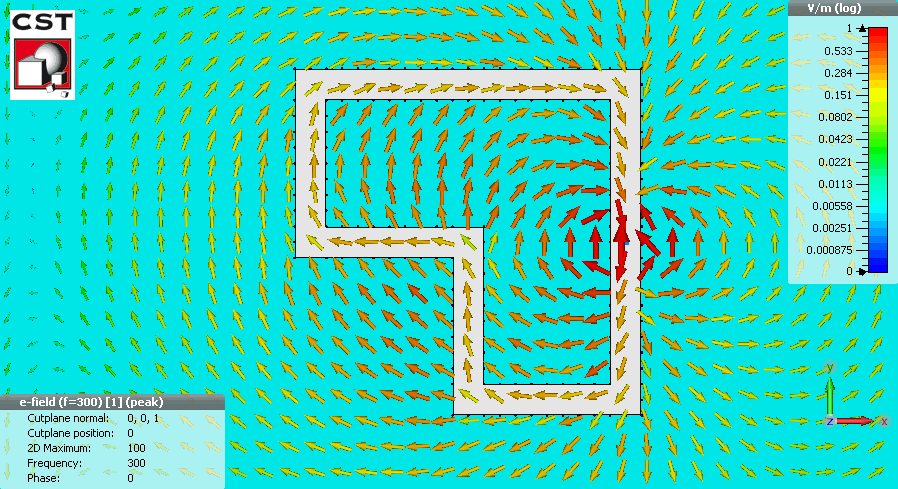 CST
V/m (log)
1
0.533
0.284
0.151
0.0802
0.0423
0.0221
0.0113
0.00558
0.00251
0.000875
0
y
z
x
e-field (f=300) [1] (peak)
Cutplane normal: 0, 0, 1
Cutplane position: 0
2D Maximum: 100
Frequency: 300
Phase: 0